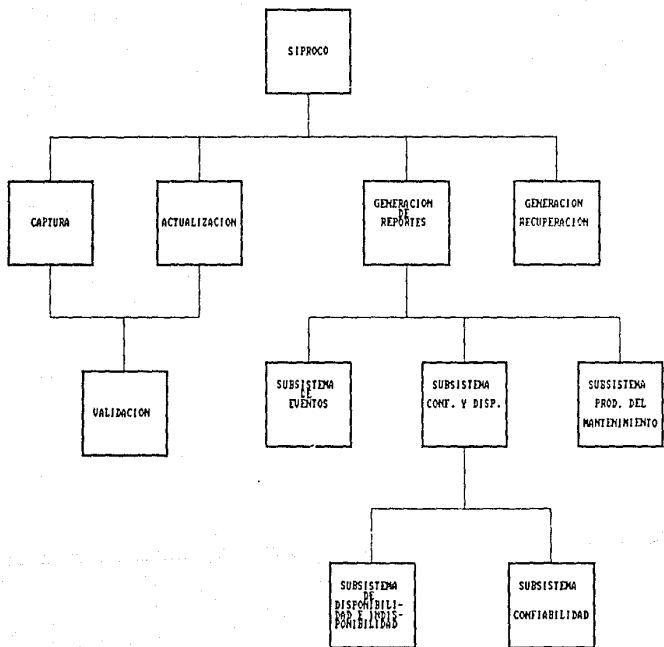 SIPROCO
CAPTURA
ACTUALIZACION
GENERACION
DE
REPORTES
GENERACION
RECUPERACION
VALIDACION
SUBSISTEMA
DE
EVENTOS
SUBSISTEMA
CONF. Y DISP.
SUBSISTEMA
PROD. DEL
MANTENIMIENTO
SUBSISTEMA
DE
DISPONIBILI-
DAD E INDIS-
PONIBILIDAD
SUBSISTEMA
CONFIABILIDAD